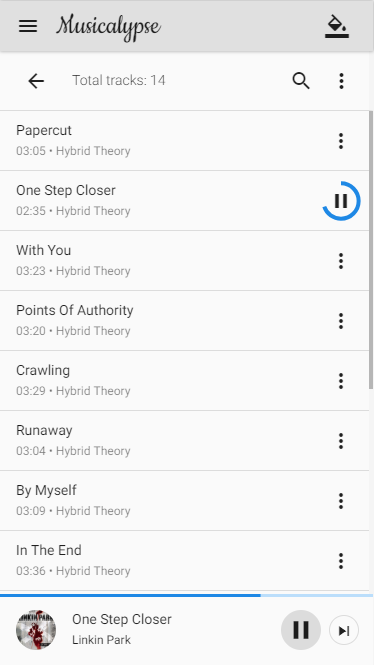 Musicalypse
Total tracks: 14
Papercut
03:05 • Hybrid Theory
One Step Closer
02:35 • Hybrid Theory
With You
03:23 • Hybrid Theory
Points Of Authority
03:20 • Hybrid Theory
Crawling
03:29 • Hybrid Theory
Runaway
03:04 • Hybrid Theory
By Myself
03:09 • Hybrid Theory
In The End
03:36 • Hybrid Theory
One Step Closer
Linkin Park